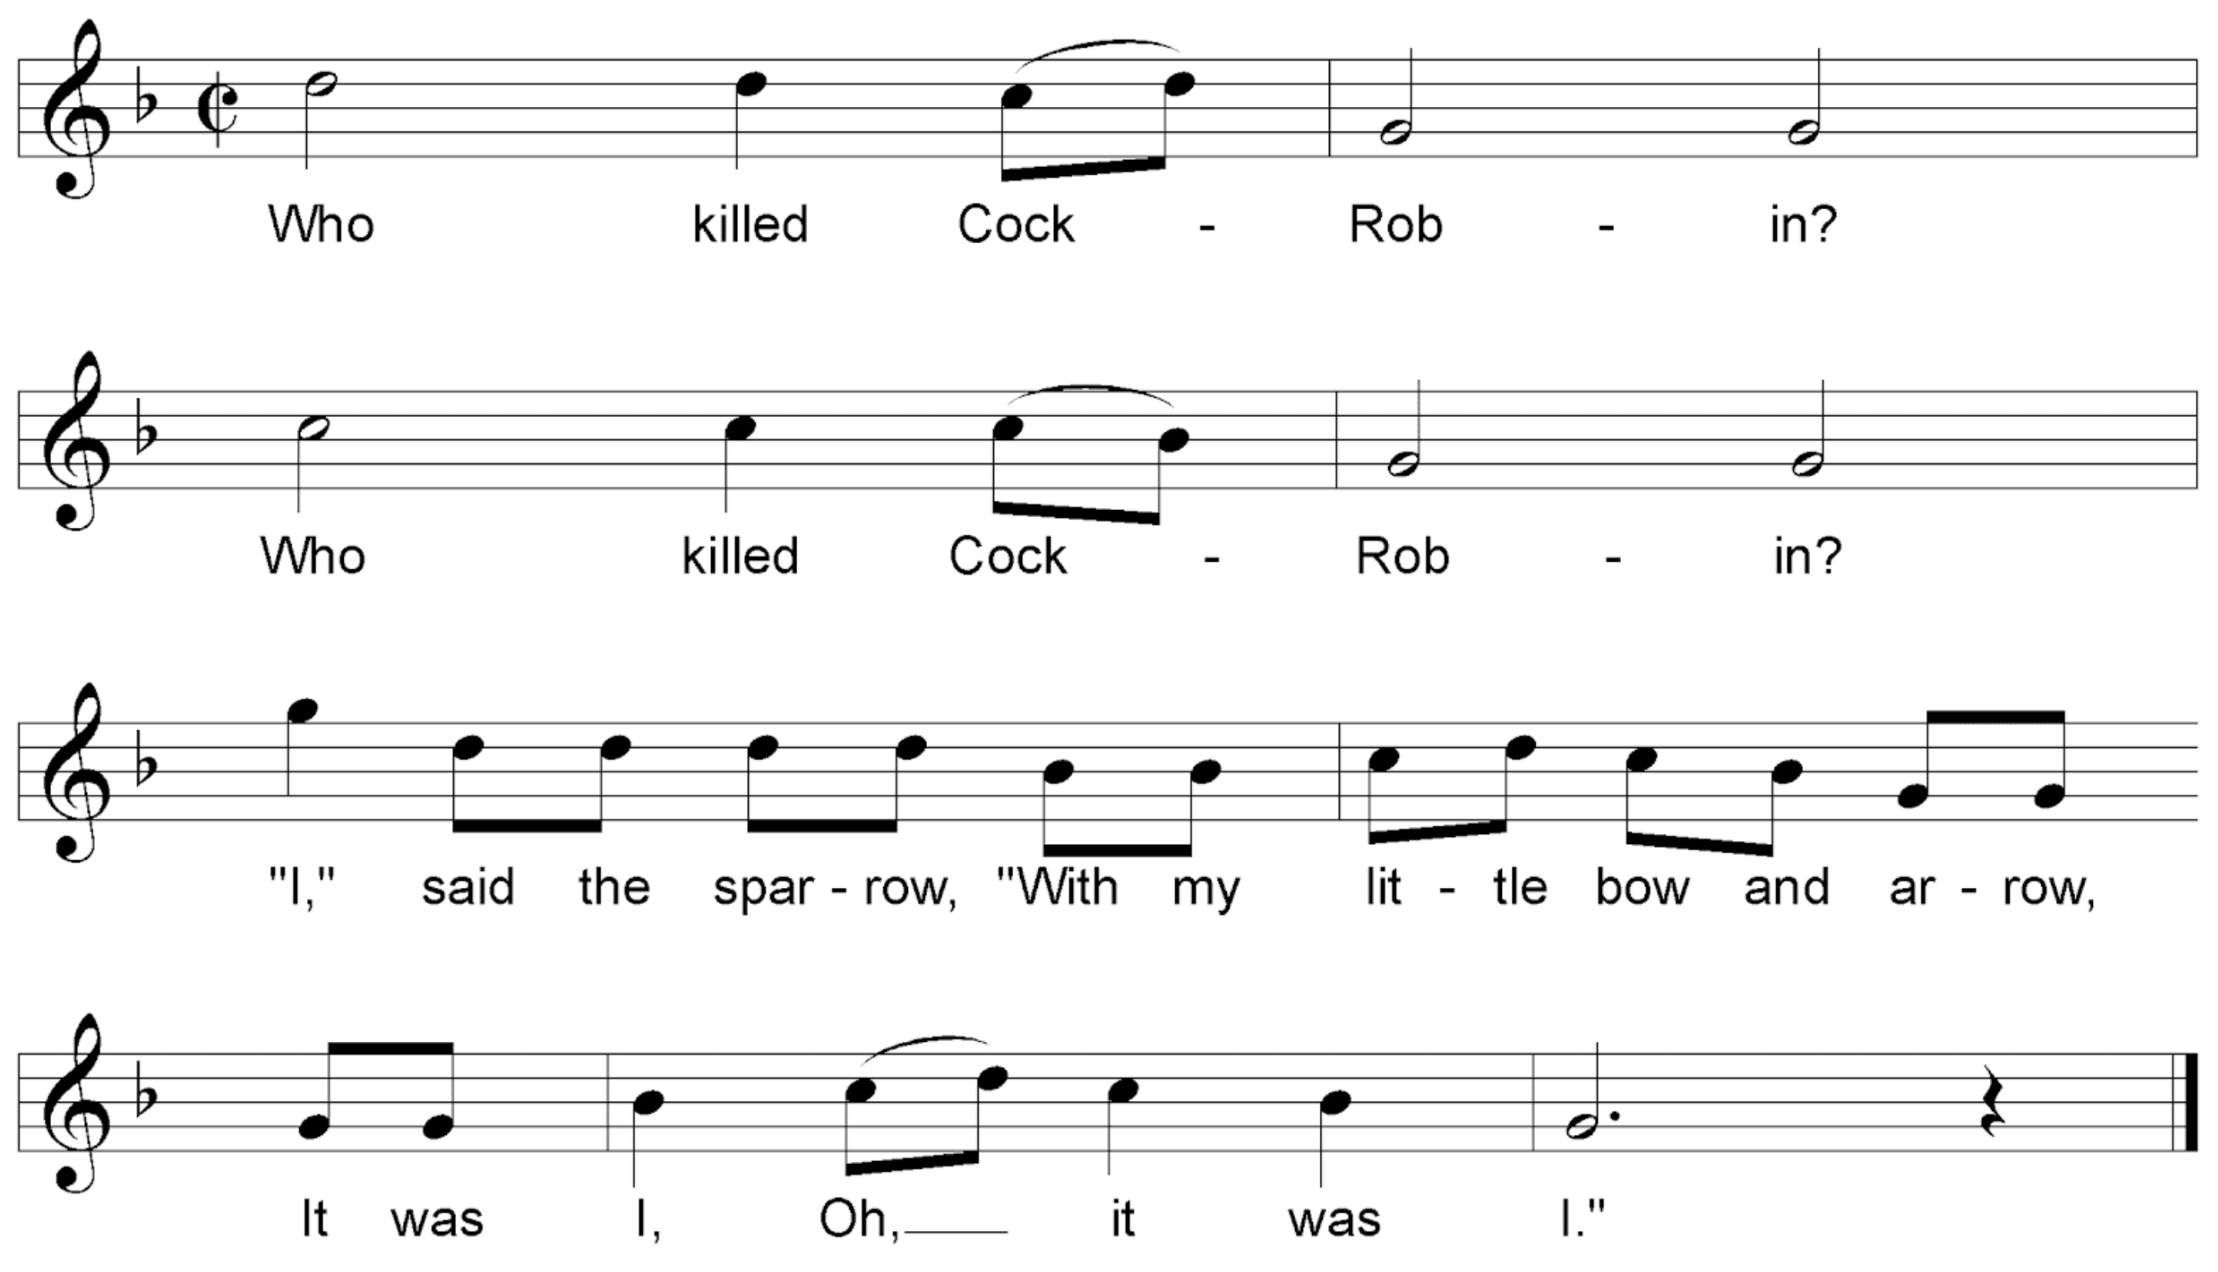 Who killed Cock - Rob - in?
Who killed Cock - Rob - in?
"I," said the spar - row, "With my lit - tle bow and ar - row,
It was I, Oh,___ it was I."